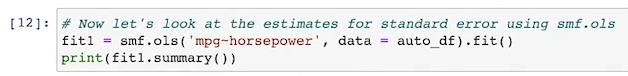 [12]: # Now let's look at the estimates for standard error using smf.ols
fit1 = smf.ols('mpg~horsepower', data = auto_df).fit()
print(fit1.summary())